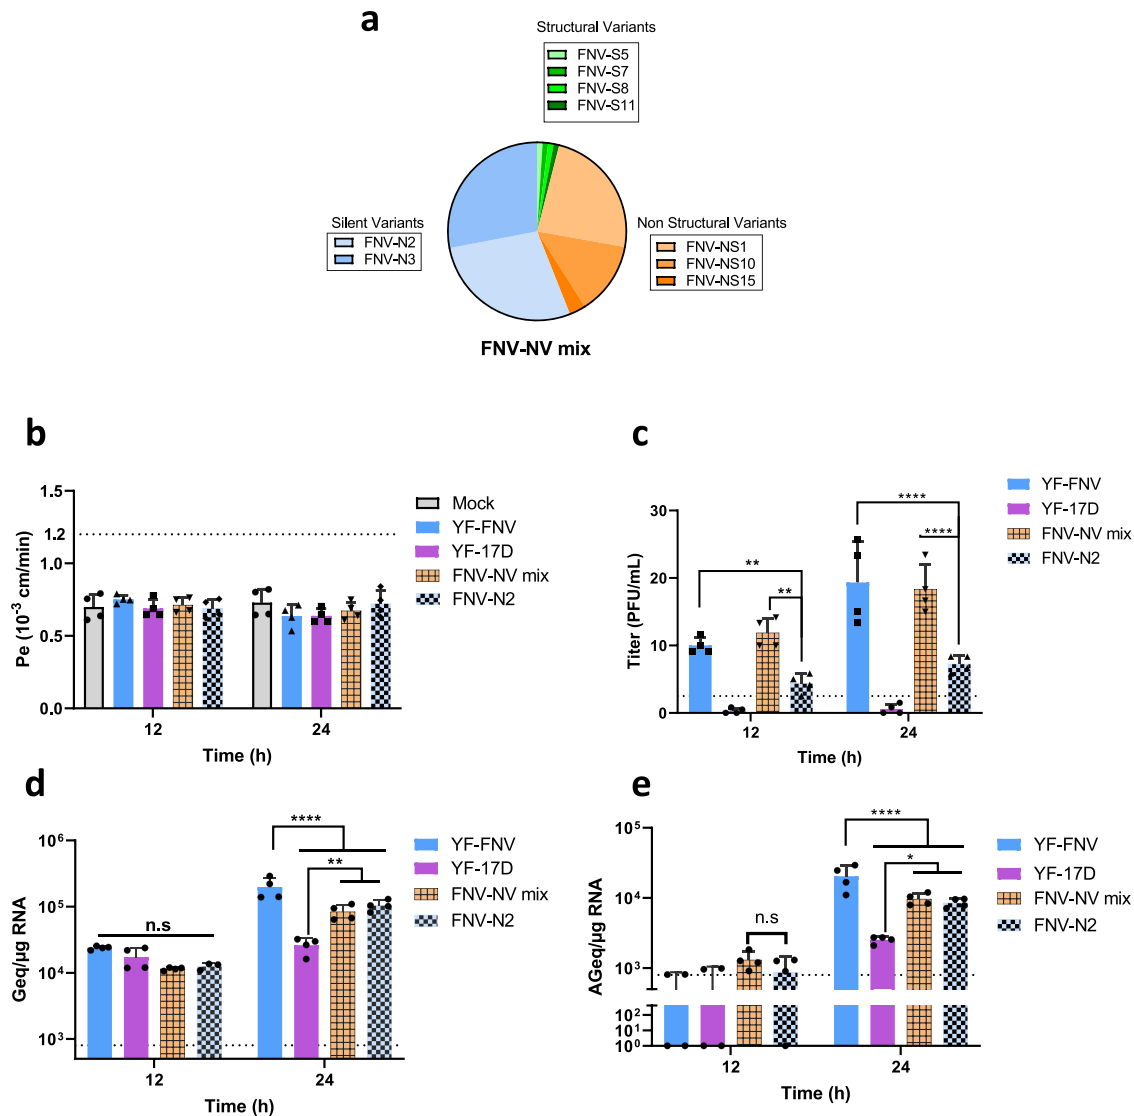 a
Structural Variants
FNV-S5
FNV-S7
FNV-S8
FNV-S11
Silent Variants
FNV-N2
FNV-N3
Non Structural Variants
FNV-NS1
FNV-NS10
FNV-NS15
FNV-NV mix
b
Pe (10⁻³ cm/min)
1.5
1.2
1.0
0.5
0.0
12
24
Time (h)
Mock
YF-FNV
YF-17D
FNV-NV mix
FNV-N2
c
Titer (PFU/mL)
30
20
10
0
**
**
****
****
12
24
Time (h)
YF-FNV
YF-17D
FNV-NV mix
FNV-N2
d
Geq/µg RNA
10⁶
10⁵
10⁴
10³
n.s
****
**
12
24
Time (h)
YF-FNV
YF-17D
FNV-NV mix
FNV-N2
e
AGeq/µg RNA
10⁵
10⁴
10³
10²
10¹
10⁰
n.s
****
*
12
24
Time (h)
YF-FNV
YF-17D
FNV-NV mix
FNV-N2